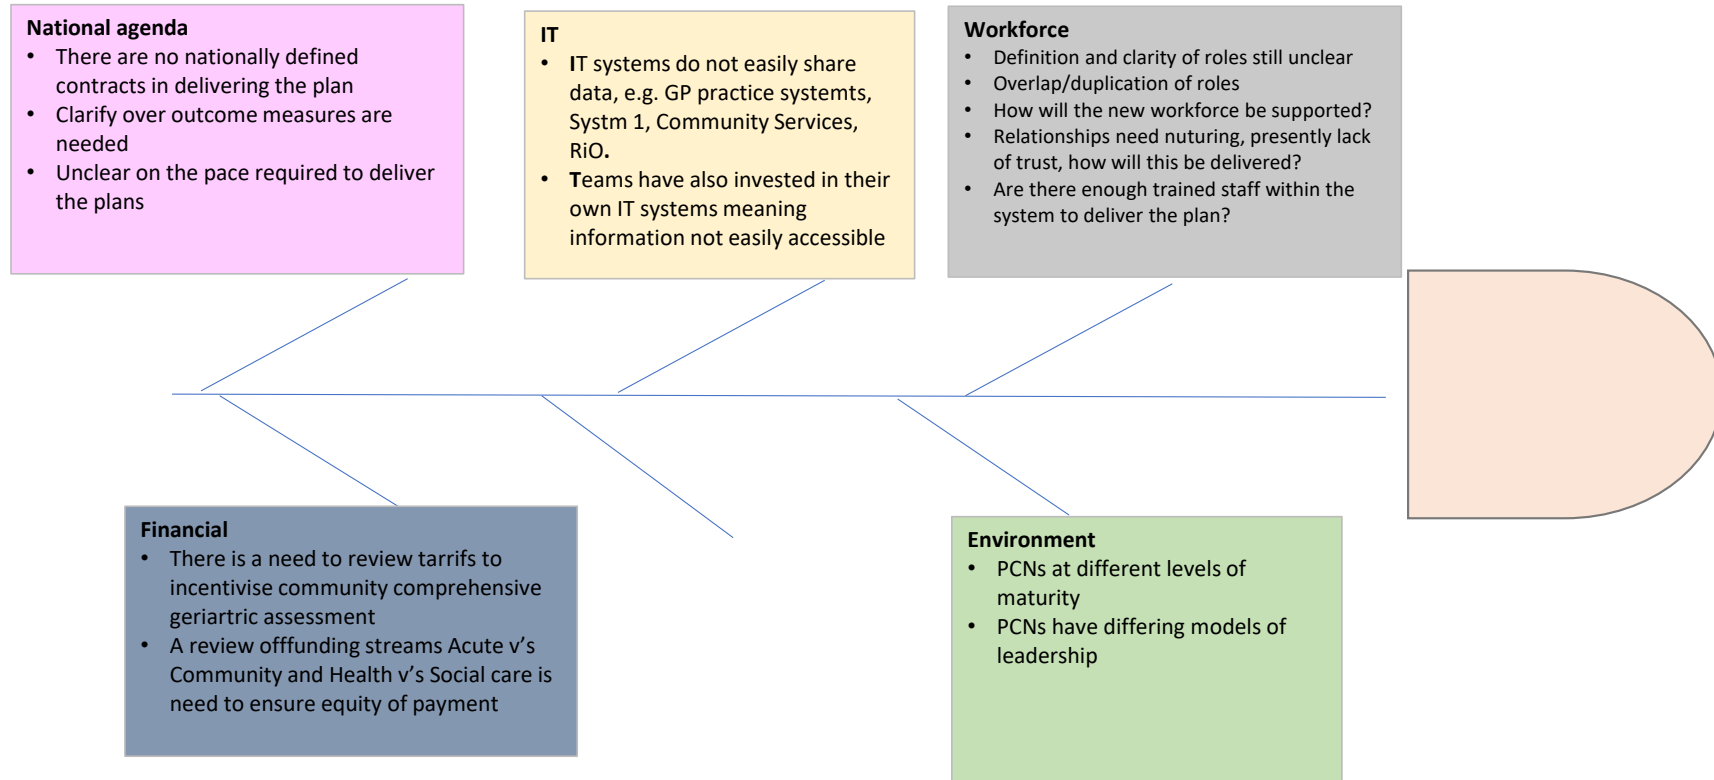 National agenda
• There are no nationally defined
contracts in delivering the plan
• Clarify over outcome measures are
needed
• Unclear on the pace required to deliver
the plans
IT
• IT systems do not easily share
data, e.g. GP practice systemts,
Systm 1, Community Services,
RiO.
• Teams have also invested in their
own IT systems meaning
information not easily accessible
Workforce
• Definition and clarity of roles still unclear
• Overlap/duplication of roles
• How will the new workforce be supported?
• Relationships need nuturing, presently lack
of trust, how will this be delivered?
• Are there enough trained staff within the
system to deliver the plan?
Financial
• There is a need to review tarrifs to
incentivise community comprehensive
geriartric assessment
• A review offfunding streams Acute v’s
Community and Health v’s Social care is
need to ensure equity of payment
Environment
• PCNs at different levels of
maturity
• PCNs have differing models of
leadership